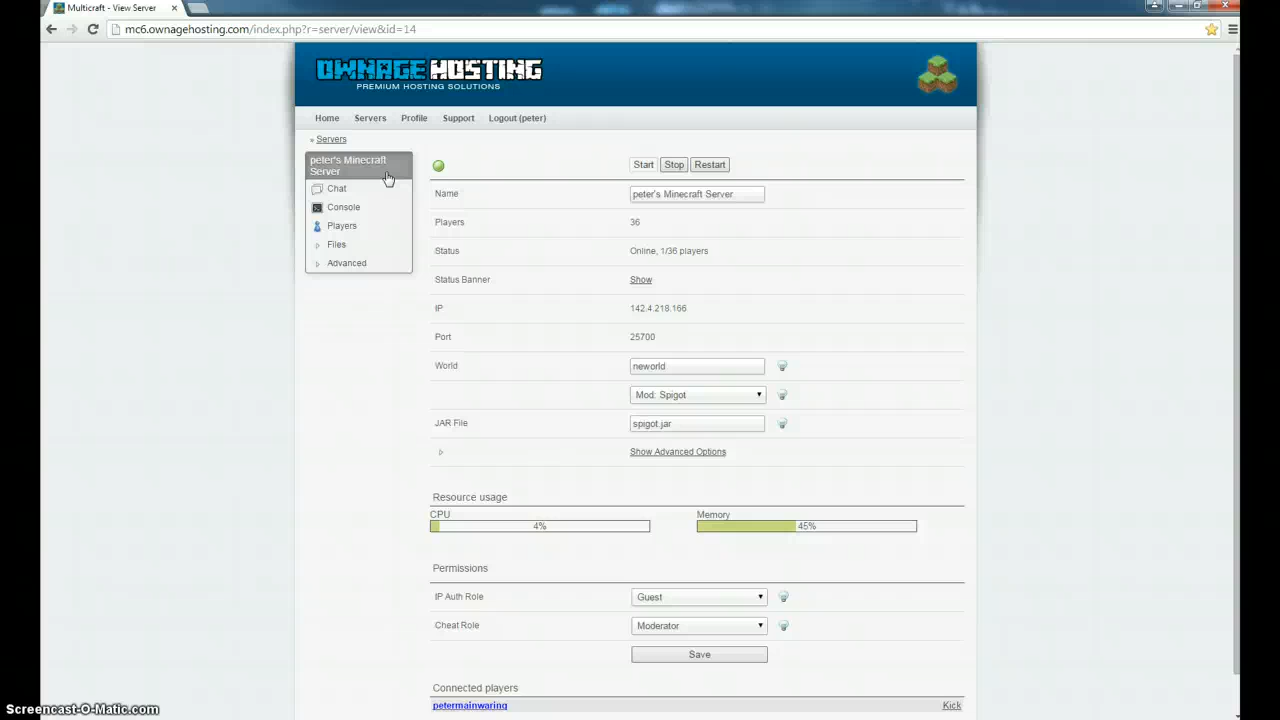 Multicraft - View Server
mc6.ownagehosting.com/index.php?r=server/view&id=14
OWNAGE HOSTING
PREMIUM HOSTING SOLUTIONS
Home Servers Profile Support Logout (peter)
» Servers
peter's Minecraft
Server
Chat
Console
Players
Files
Advanced
Start Stop Restart
Name peter's Minecraft Server
Players 36
Status Online, 1/36 players
Status Banner Show
IP 142.4.218.166
Port 25700
World neworld
Mod: Spigot
JAR File spigot.jar
Show Advanced Options
Resource usage
CPU Memory
4% 45%
Permissions
IP Auth Role Guest
Cheat Role Moderator
Save
Connected players
petermainwaring Kick
Screencast-O-Matic.com